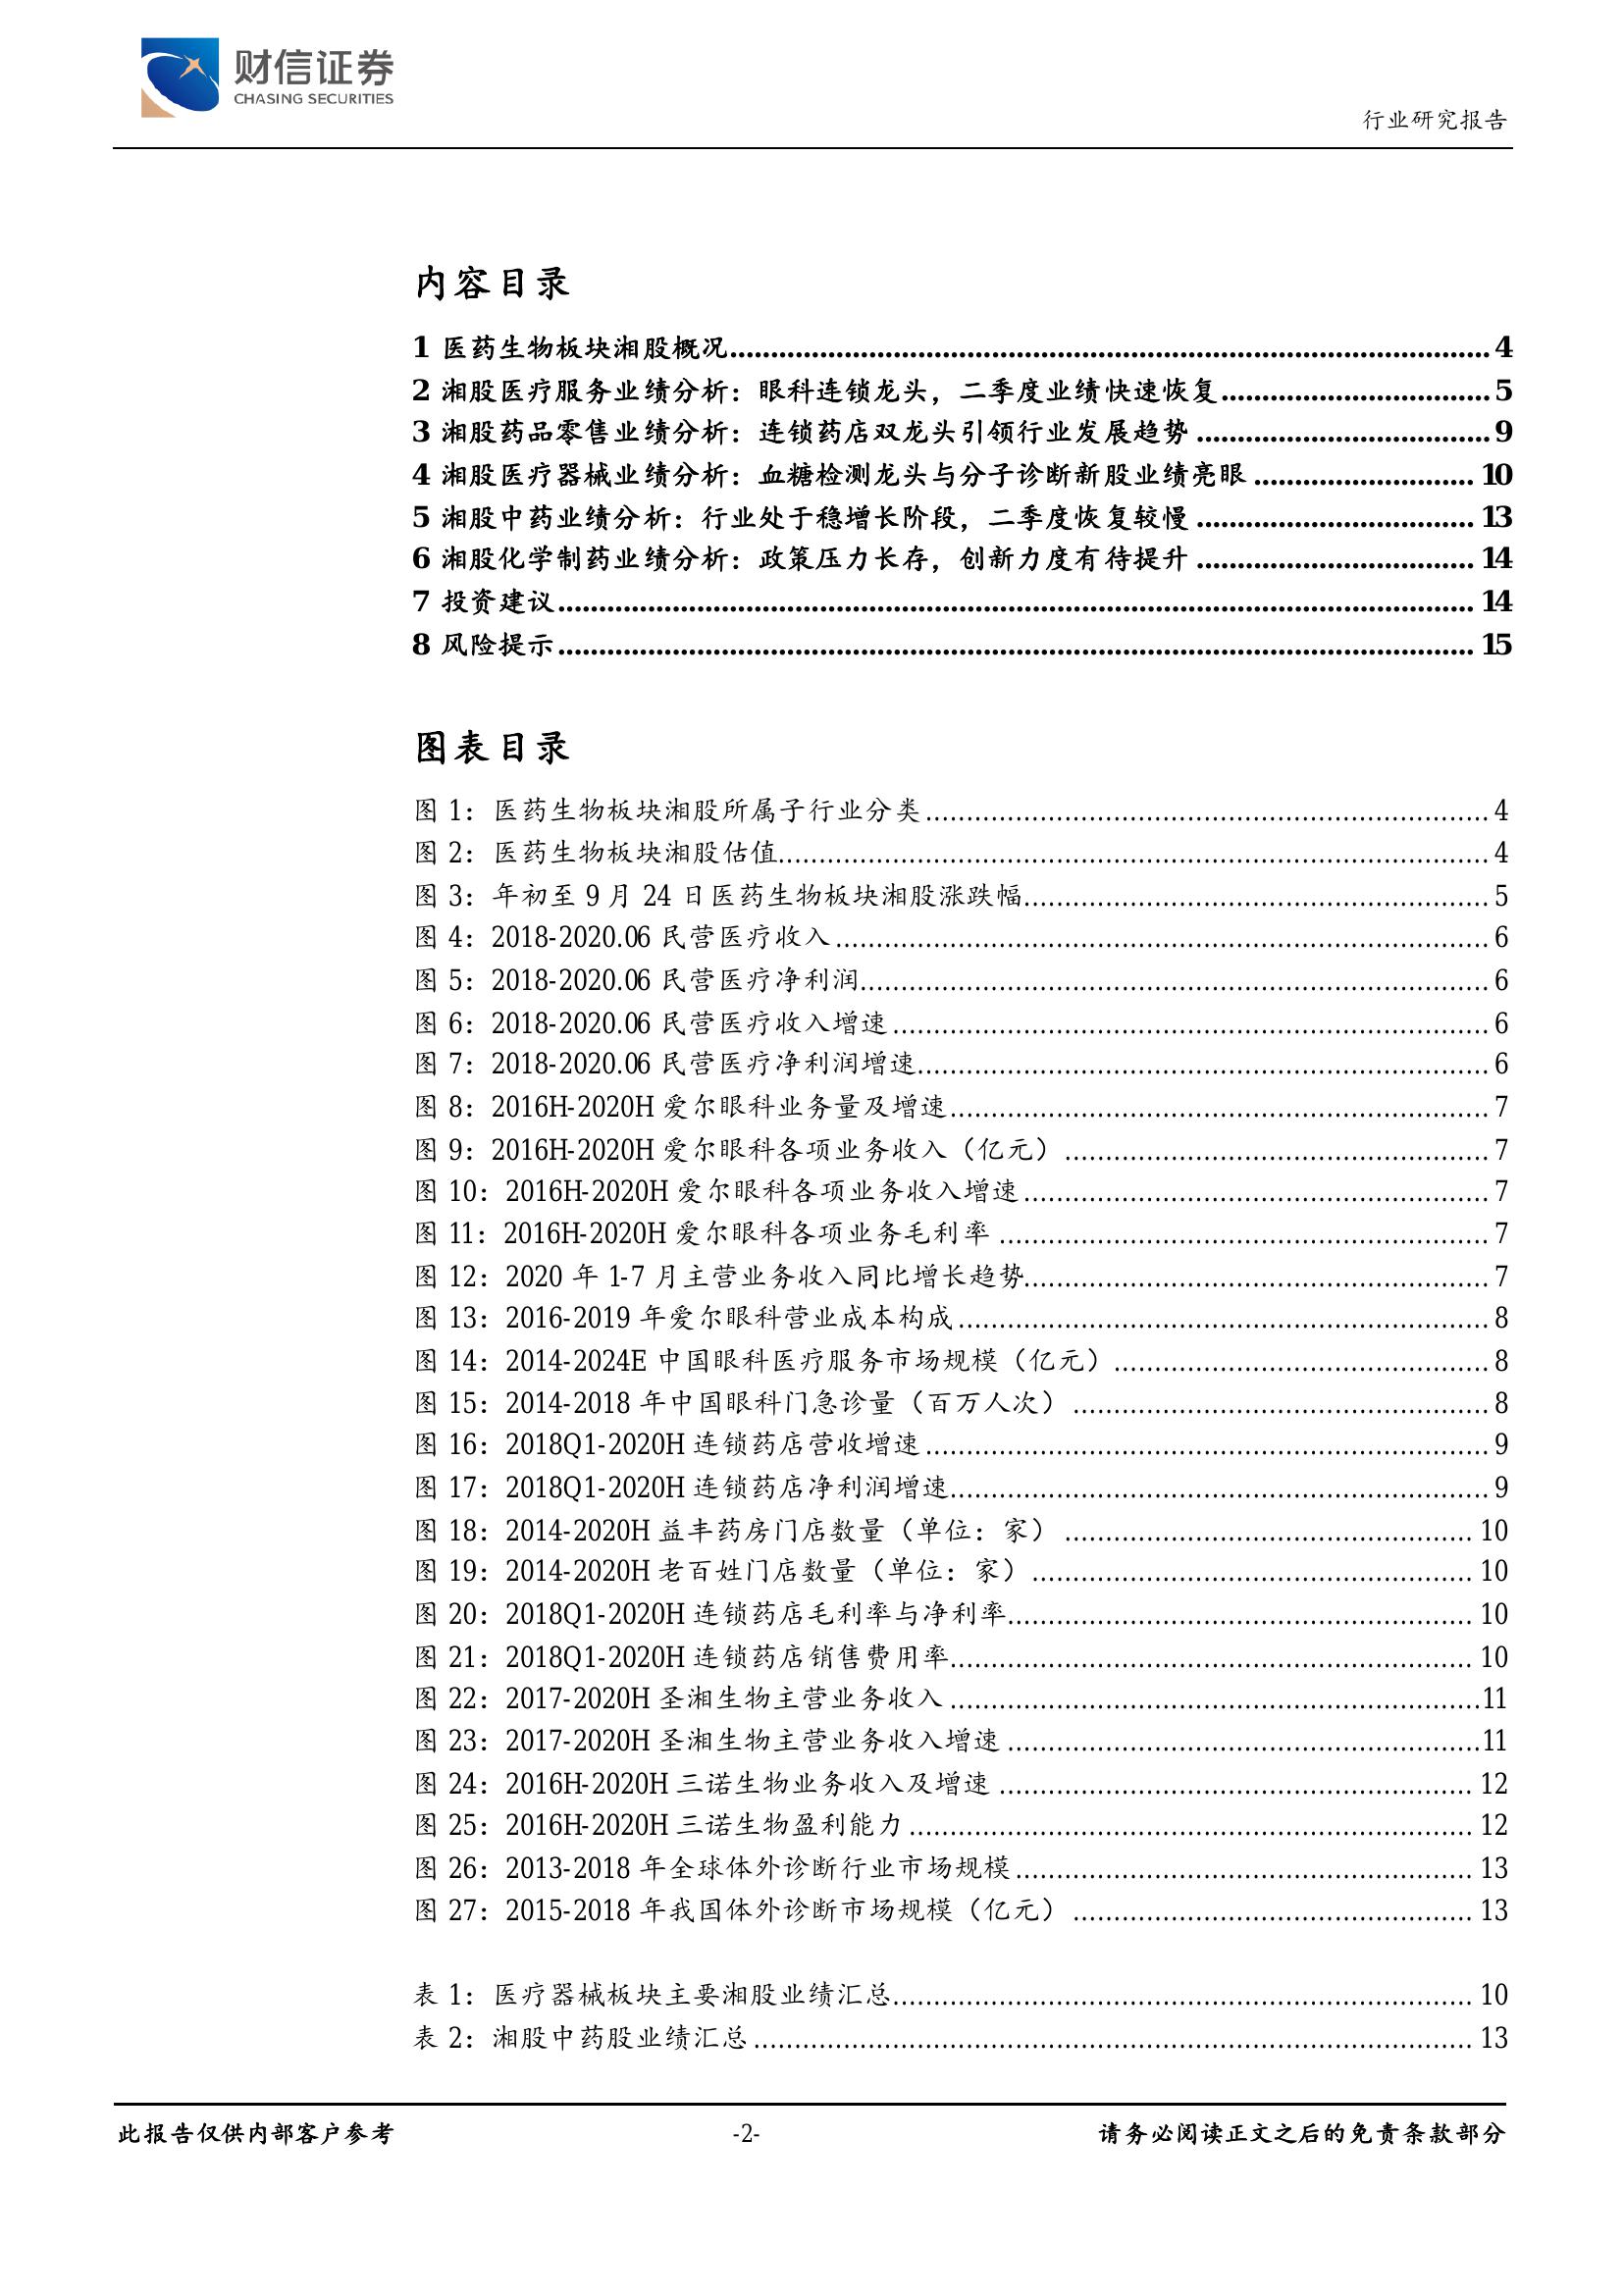 财信证券
CHASING SECURITIES
行业研究报告
内容目录
1 医药生物板块湘股概况.......... 4
2 湘股医疗服务业绩分析：眼科连锁龙头，二季度业绩快速恢复.......... 5
3 湘股药品零售业绩分析：连锁药店双龙头引领行业发展趋势.......... 9
4 湘股医疗器械业绩分析：血糖检测龙头与分子诊断新股业绩亮眼.......... 10
5 湘股中药业绩分析：行业处于稳增长阶段，二季度恢复较慢.......... 13
6 湘股化学制药业绩分析：政策压力长存，创新力度有待提升.......... 14
7 投资建议.......... 14
8 风险提示.......... 15
图表目录
图 1：医药生物板块湘股所属子行业分类.......... 4
图 2：医药生物板块湘股估值.......... 4
图 3：年初至 9 月 24 日医药生物板块湘股涨跌幅.......... 5
图 4：2018-2020.06 民营医疗收入.......... 6
图 5：2018-2020.06 民营医疗净利润.......... 6
图 6：2018-2020.06 民营医疗收入增速.......... 6
图 7：2018-2020.06 民营医疗净利润增速.......... 6
图 8：2016H-2020H 爱尔眼科业务量及增速.......... 7
图 9：2016H-2020H 爱尔眼科各项业务收入（亿元）.......... 7
图 10：2016H-2020H 爱尔眼科各项业务收入增速.......... 7
图 11：2016H-2020H 爱尔眼科各项业务毛利率.......... 7
图 12：2020 年 1-7 月主营业务收入同比增长趋势.......... 7
图 13：2016-2019 年爱尔眼科营业成本构成.......... 8
图 14：2014-2024E 中国眼科医疗服务市场规模（亿元）.......... 8
图 15：2014-2018 年中国眼科门急诊量（百万人次）.......... 8
图 16：2018Q1-2020H 连锁药店营收增速.......... 9
图 17：2018Q1-2020H 连锁药店净利润增速.......... 9
图 18：2014-2020H 益丰药房门店数量（单位：家）.......... 10
图 19：2014-2020H 老百姓门店数量（单位：家）.......... 10
图 20：2018Q1-2020H 连锁药店毛利率与净利率.......... 10
图 21：2018Q1-2020H 连锁药店销售费用率.......... 10
图 22：2017-2020H 圣湘生物主营业务收入.......... 11
图 23：2017-2020H 圣湘生物主营业务收入增速.......... 11
图 24：2016H-2020H 三诺生物业务收入及增速.......... 12
图 25：2016H-2020H 三诺生物盈利能力.......... 12
图 26：2013-2018 年全球体外诊断行业市场规模.......... 13
图 27：2015-2018 年我国体外诊断市场规模（亿元）.......... 13
表 1：医疗器械板块主要湘股业绩汇总.......... 10
表 2：湘股中药股业绩汇总.......... 13
此报告仅供内部客户参考
-2-
请务必阅读正文之后的免责条款部分